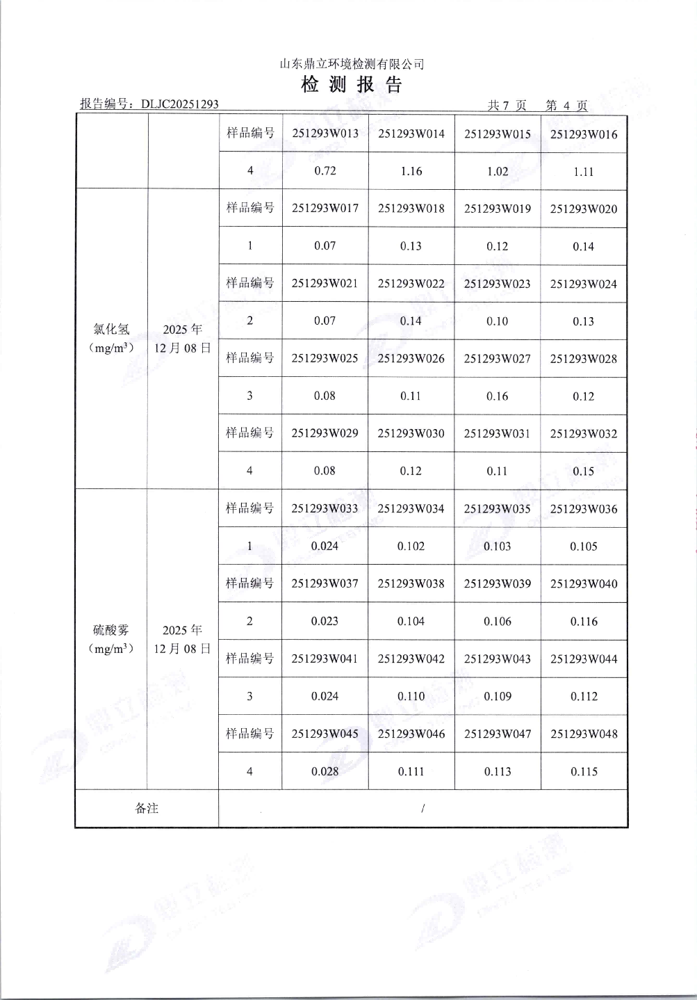 山东鼎立环境检测有限公司
检 测 报 告
报告编号：DLJC20251293 共 7 页 第 4 页
样品编号 251293W013 251293W014 251293W015 251293W016
4 0.72 1.16 1.02 1.11
样品编号 251293W017 251293W018 251293W019 251293W020
1 0.07 0.13 0.12 0.14
样品编号 251293W021 251293W022 251293W023 251293W024
氯化氢
（mg/m³）
2025 年
12 月 08 日
2 0.07 0.14 0.10 0.13
样品编号 251293W025 251293W026 251293W027 251293W028
3 0.08 0.11 0.16 0.12
样品编号 251293W029 251293W030 251293W031 251293W032
4 0.08 0.12 0.11 0.15
样品编号 251293W033 251293W034 251293W035 251293W036
1 0.024 0.102 0.103 0.105
样品编号 251293W037 251293W038 251293W039 251293W040
硫酸雾
（mg/m³）
2025 年
12 月 08 日
2 0.023 0.104 0.106 0.116
样品编号 251293W041 251293W042 251293W043 251293W044
3 0.024 0.110 0.109 0.112
样品编号 251293W045 251293W046 251293W047 251293W048
4 0.028 0.111 0.113 0.115
备注 /